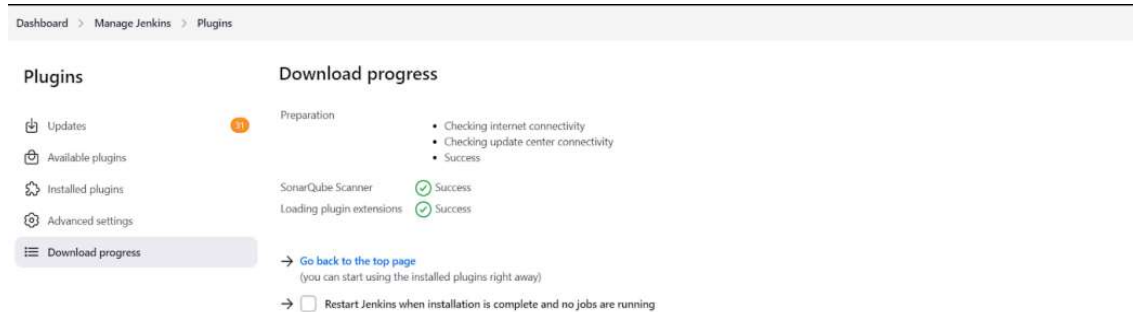 Dashboard > Manage Jenkins > Plugins
Plugins
Updates 31
Available plugins
Installed plugins
Advanced settings
Download progress
Download progress
Preparation
• Checking internet connectivity
• Checking update center connectivity
• Success
SonarQube Scanner Success
Loading plugin extensions Success
→ Go back to the top page
(you can start using the installed plugins right away)
→ Restart Jenkins when installation is complete and no jobs are running